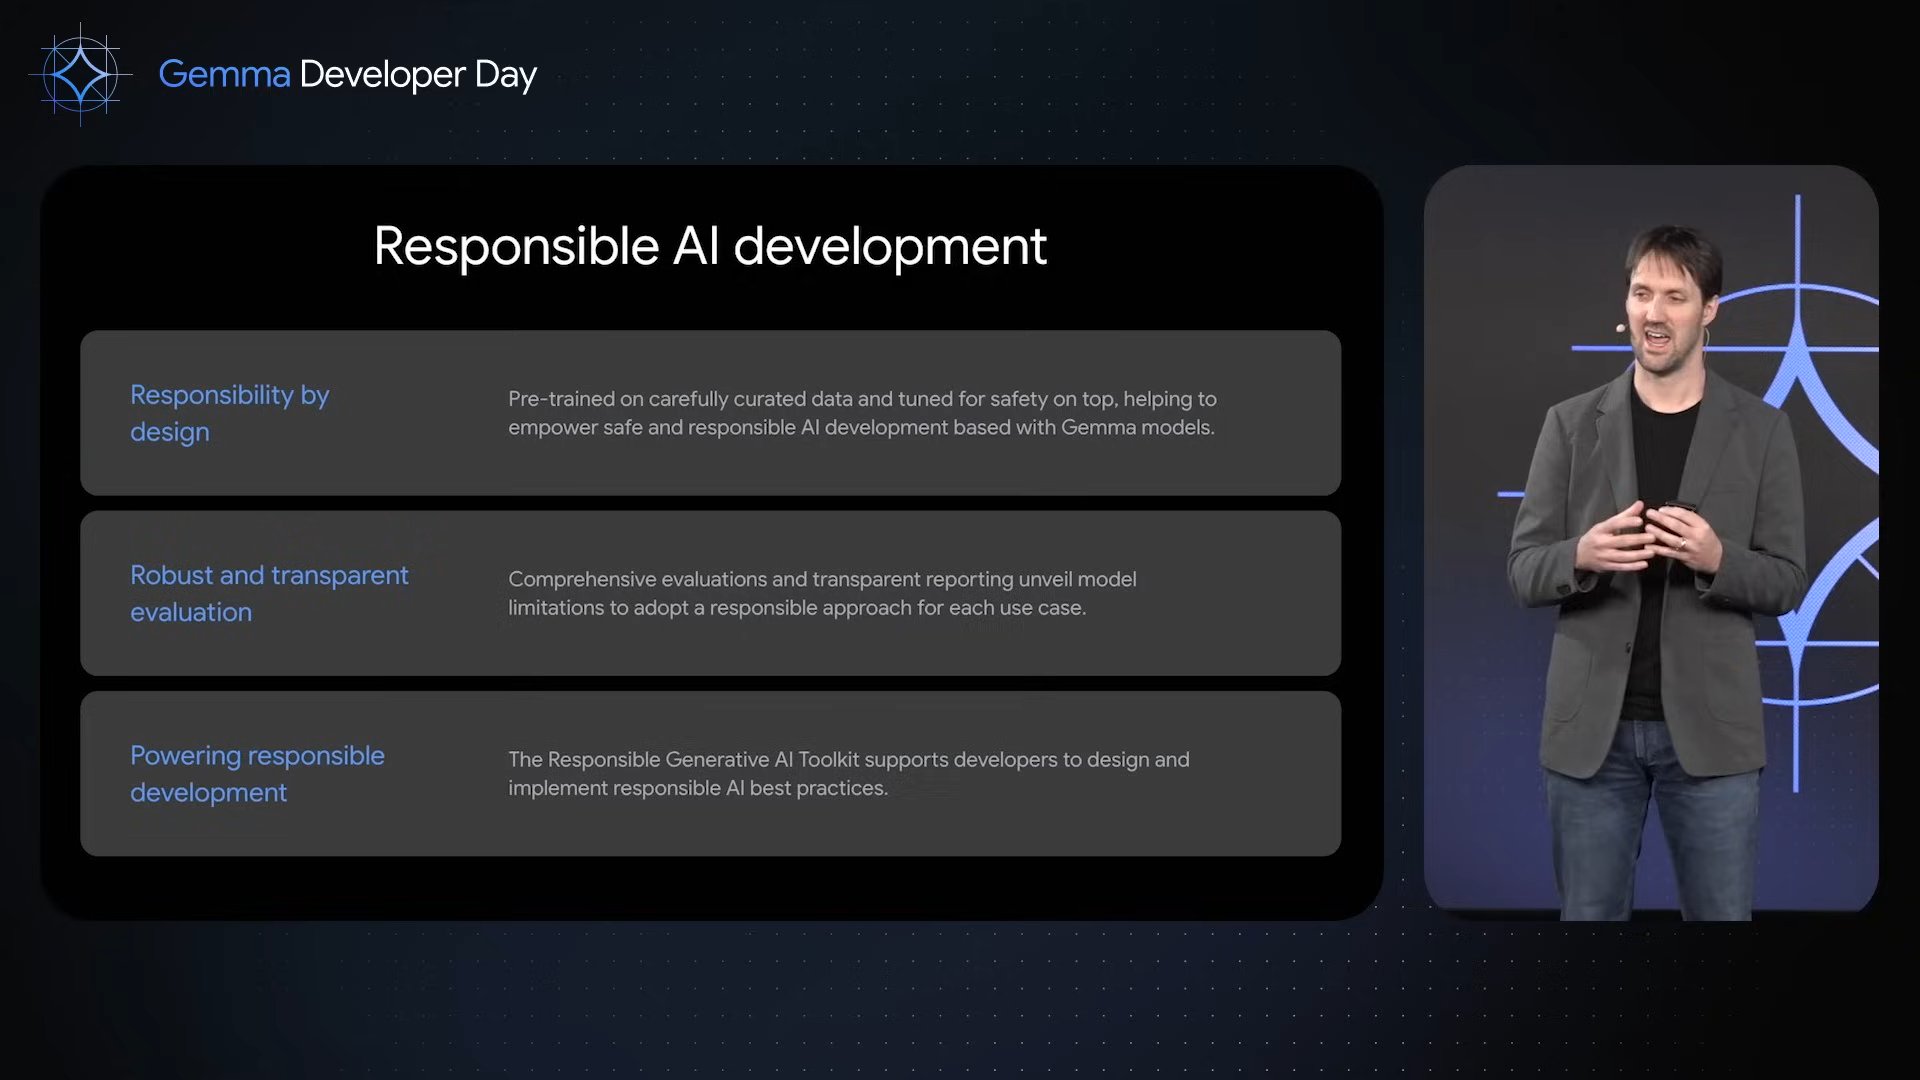 Gemma Developer Day
Responsible AI development
Responsibility by
design
Pre-trained on carefully curated data and tuned for safety on top, helping to
empower safe and responsible AI development based with Gemma models.
Robust and transparent
evaluation
Comprehensive evaluations and transparent reporting unveil model
limitations to adopt a responsible approach for each use case.
Powering responsible
development
The Responsible Generative AI Toolkit supports developers to design and
implement responsible AI best practices.